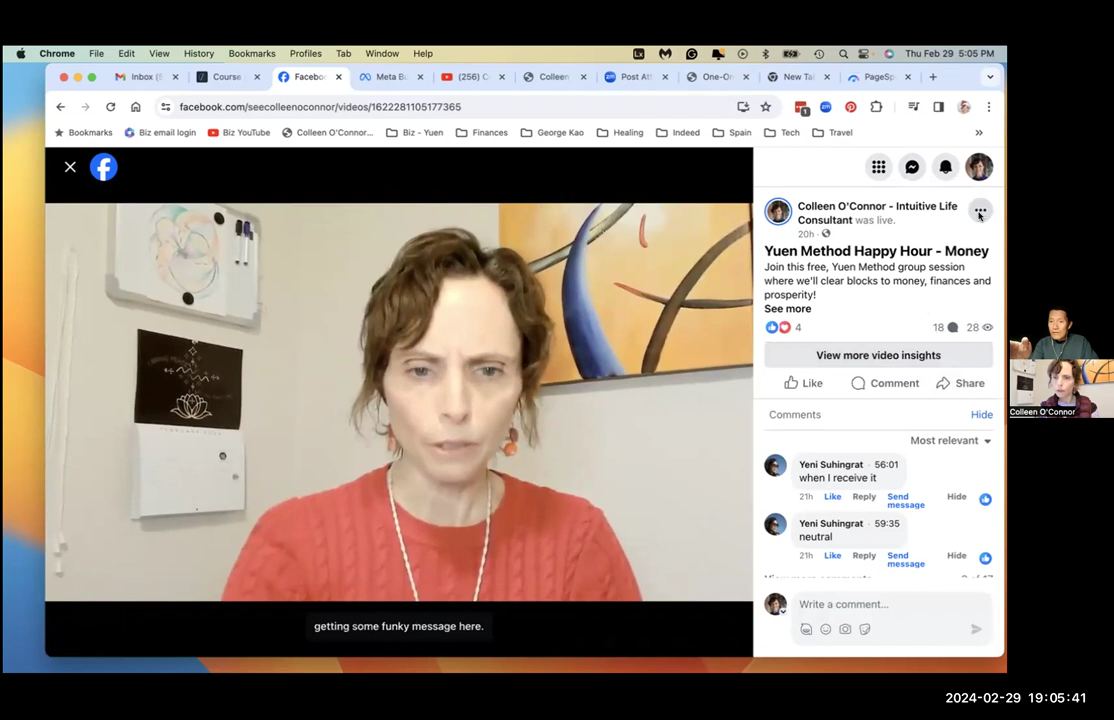 Chrome File Edit View History Bookmarks Profiles Tab Window Help Thu Feb 29 5:05 PM
Inbox (5 Course Faceboo Meta B (256) C Colleen Post At One-On New Ta PageSp
facebook.com/seecolleenoconnor/videos/1622281105177365
1
Bookmarks Biz email login Biz YouTube Colleen O'Connor... Biz - Yuen Finances George Kao Healing Indeed Spain Tech Travel
Colleen O'Connor - Intuitive Life
Consultant was live.
20h
Yuen Method Happy Hour - Money
Join this free, Yuen Method group session
where we'll clear blocks to money, finances and
prosperity!
See more
4 18 28
View more video insights
Like Comment Share
Comments Hide
Most relevant
Yeni Suhingrat · 56:01
when I receive it
21h Like Reply Send message Hide
Yeni Suhingrat · 59:35
neutral
21h Like Reply Send message Hide
Write a comment...
getting some funky message here.
Colleen O'Connor
2024-02-29 19:05:41